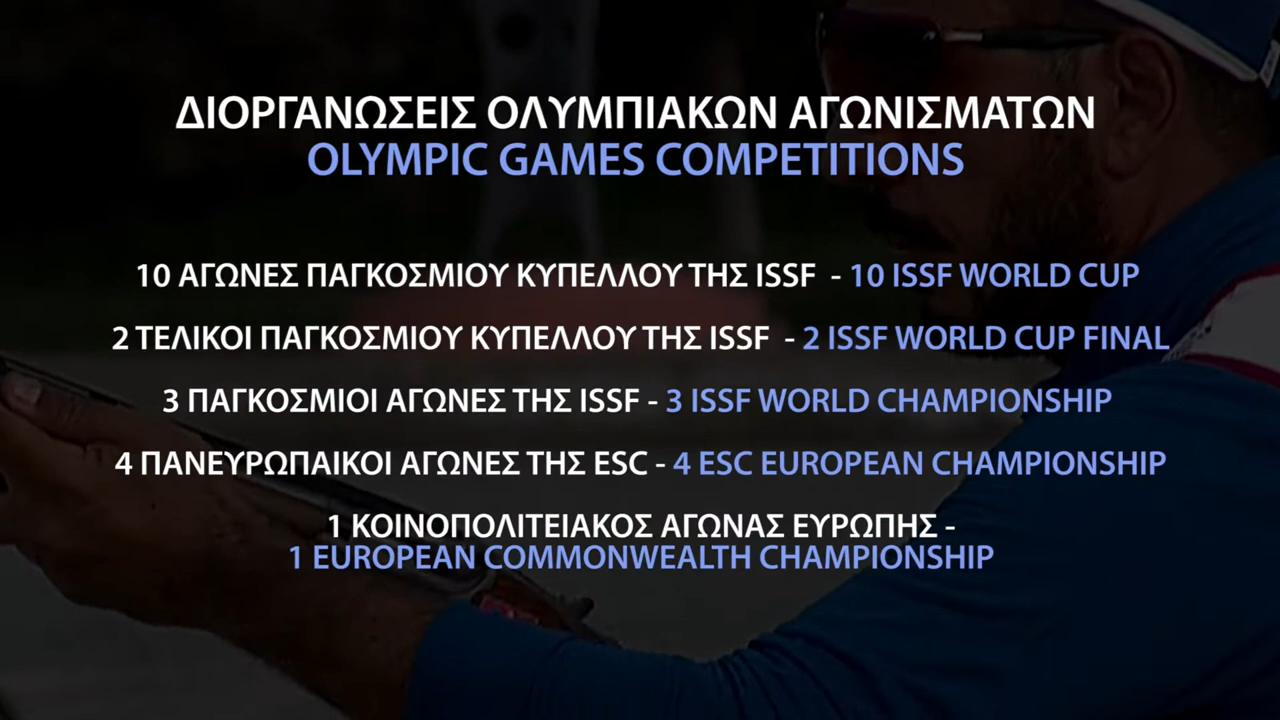 ΔΙΟΡΓΑΝΩΣΕΙΣ ΟΛΥΜΠΙΑΚΩΝ ΑΓΩΝΙΣΜΑΤΩΝ
OLYMPIC GAMES COMPETITIONS
10 ΑΓΩΝΕΣ ΠΑΓΚΟΣΜΙΟΥ ΚΥΠΕΛΛΟΥ ΤΗΣ ISSF - 10 ISSF WORLD CUP
2 ΤΕΛΙΚΟΙ ΠΑΓΚΟΣΜΙΟΥ ΚΥΠΕΛΛΟΥ ΤΗΣ ISSF - 2 ISSF WORLD CUP FINAL
3 ΠΑΓΚΟΣΜΙΟΙ ΑΓΩΝΕΣ ΤΗΣ ISSF - 3 ISSF WORLD CHAMPIONSHIP
4 ΠΑΝΕΥΡΩΠΑΙΚΟΙ ΑΓΩΝΕΣ ΤΗΣ ESC - 4 ESC EUROPEAN CHAMPIONSHIP
1 ΚΟΙΝΟΠΟΛΙΤΕΙΑΚΟΣ ΑΓΩΝΑΣ ΕΥΡΩΠΗΣ -
1 EUROPEAN COMMONWEALTH CHAMPIONSHIP